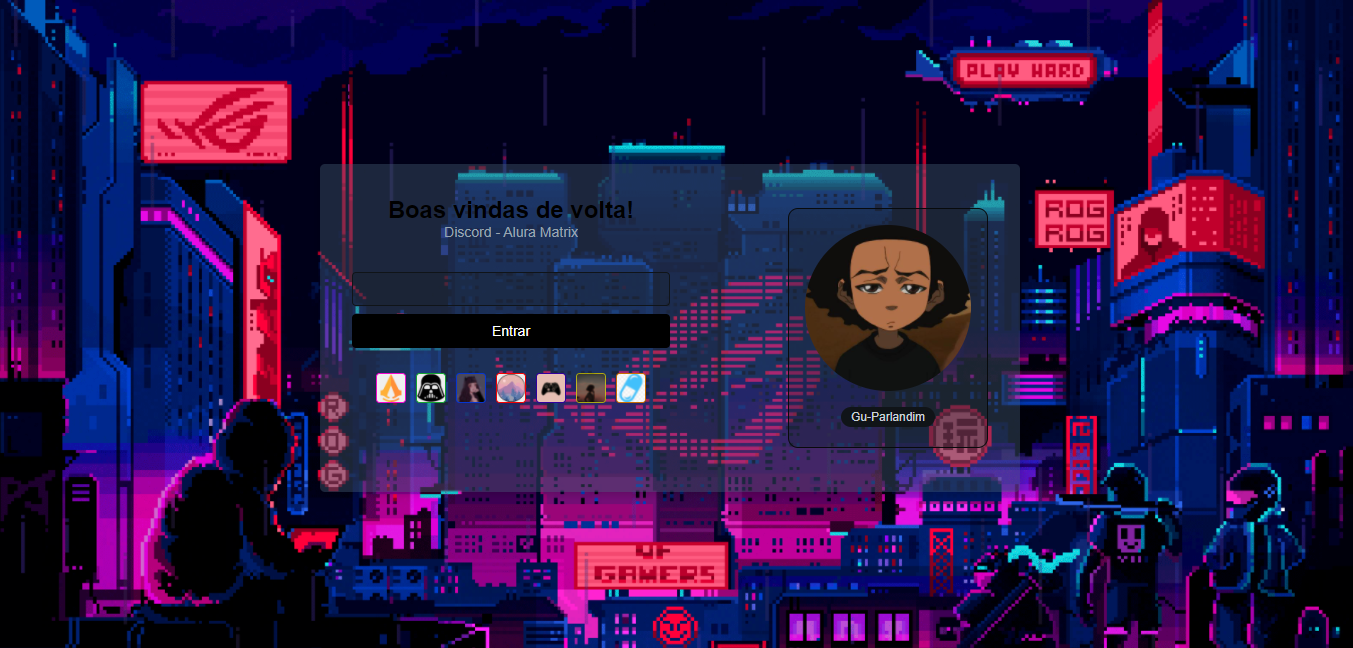 PLAY HARD
ROG
ROG
Boas vindas de volta!
Discord - Alura Matrix
Entrar
R
O
G
Gu-Parlandim
OF
GAMERS